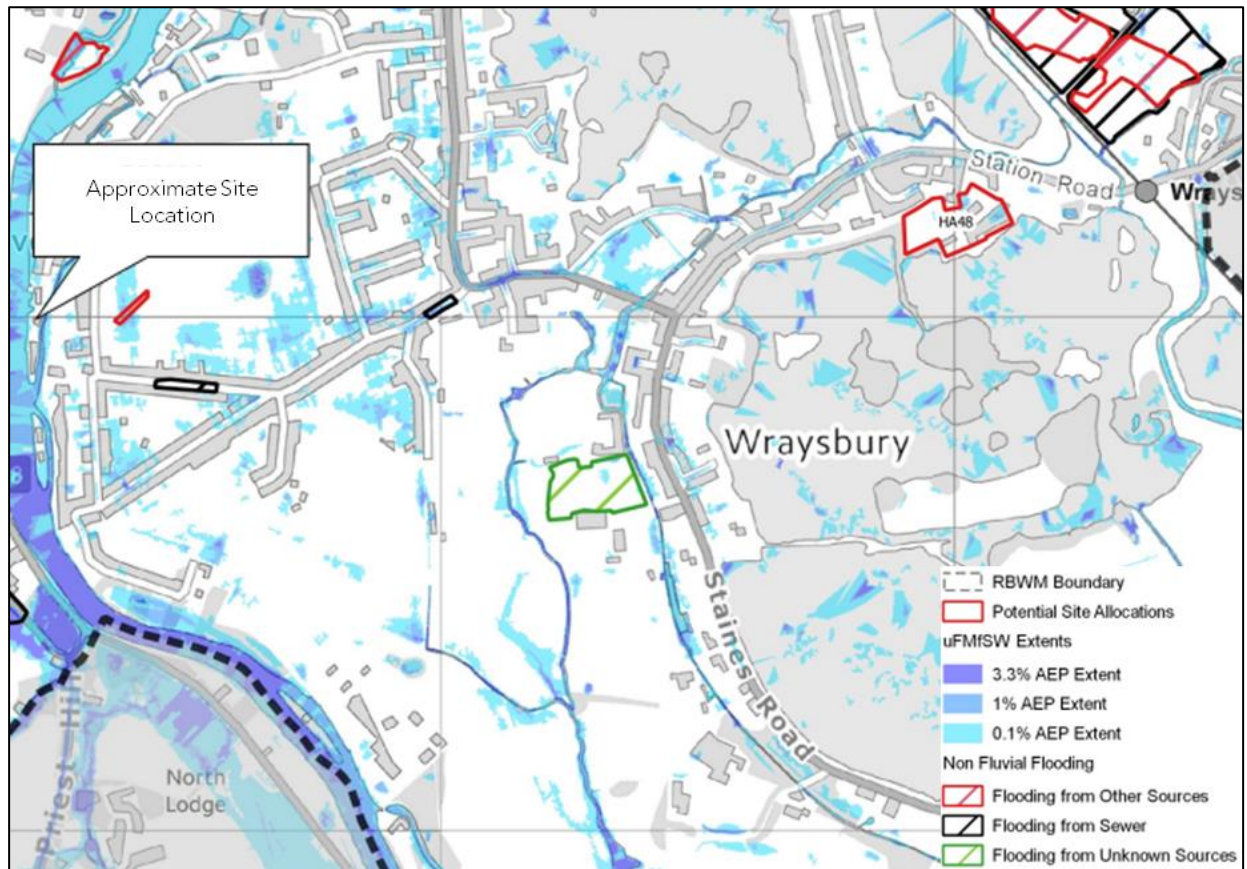 Approximate Site
Location
Station Road
Wrays
HA48
Wraysbury
Staines Road
Priest Hill
North
Lodge
RBWM Boundary
Potential Site Allocations
uFMfSW Extents
3.3% AEP Extent
1% AEP Extent
0.1% AEP Extent
Non Fluvial Flooding
Flooding from Other Sources
Flooding from Sewer
Flooding from Unknown Sources